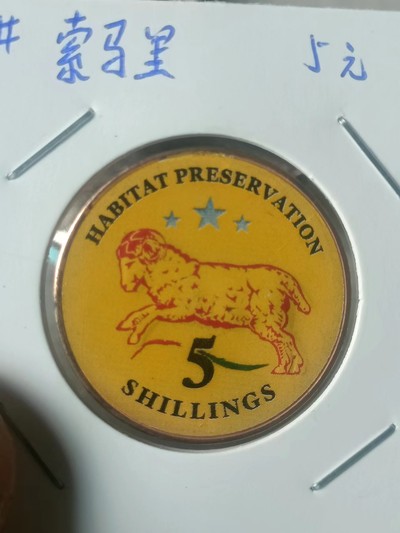 # 索马里 5元
HABITAT PRESERVATION
5
SHILLINGS